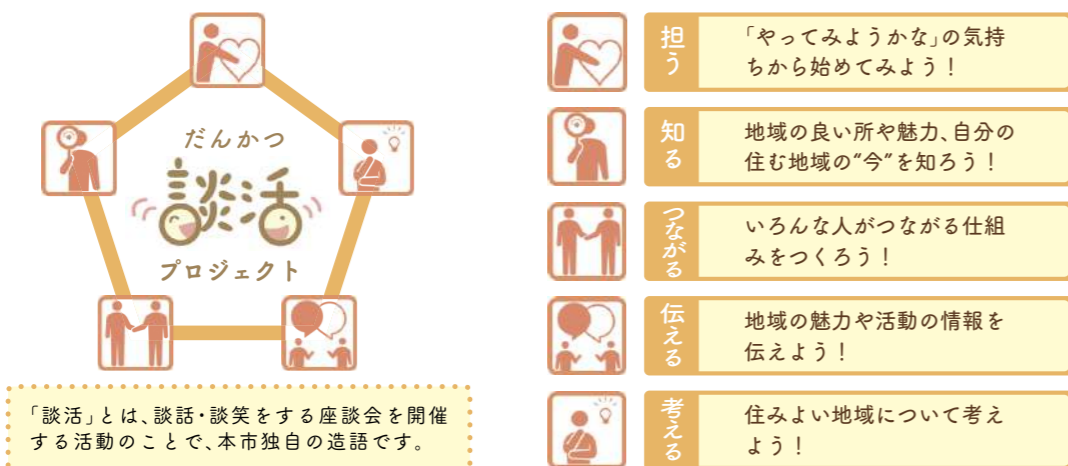 だんかつ
談活
プロジェクト
「談活」とは、談話・談笑をする座談会を開催
する活動のことで、本市独自の造語です。
担う
「やってみようかな」の気持
ちから始めてみよう！
知る
地域の良い所や魅力、自分の
住む地域の“今”を知ろう！
つながる
いろんな人がつながる仕組
みをつくろう！
伝える
地域の魅力や活動の情報を
伝えよう！
考える
住みよい地域について考え
よう！